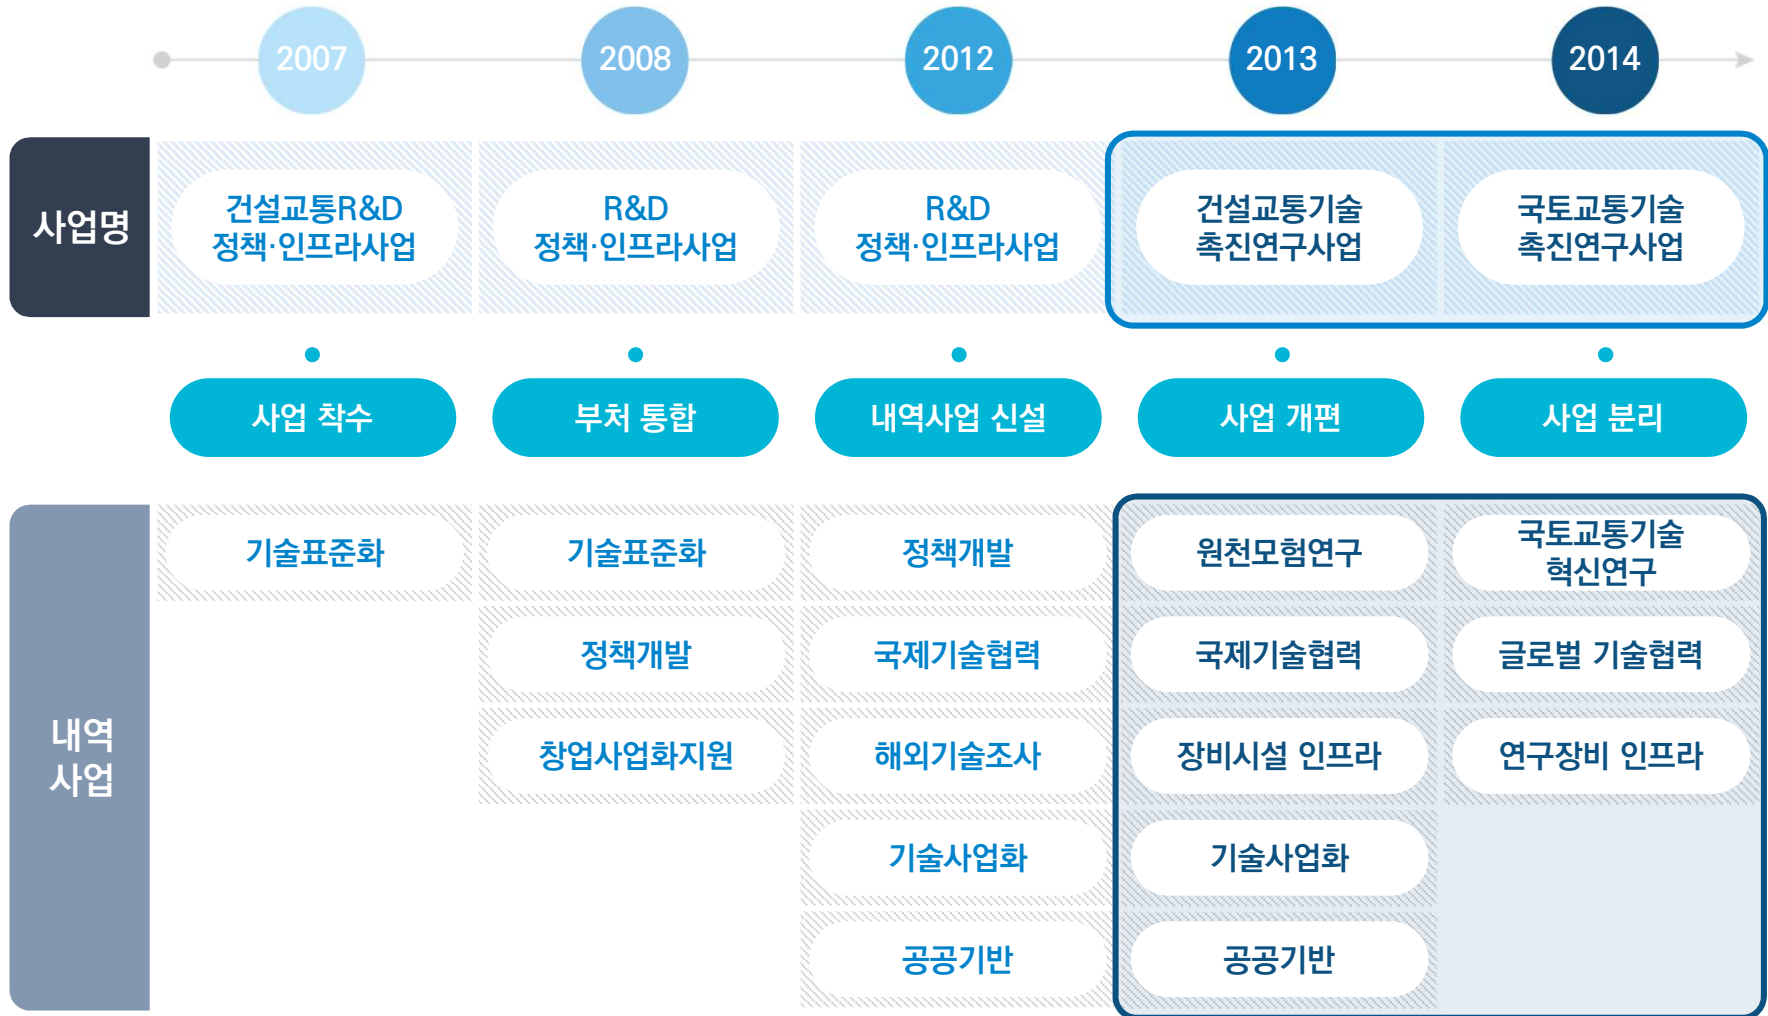 2007
2008
2012
2013
2014
사업명
건설교통R&D
정책·인프라사업
R&D
정책·인프라사업
R&D
정책·인프라사업
건설교통기술
촉진연구사업
국토교통기술
촉진연구사업
사업 착수
부처 통합
내역사업 신설
사업 개편
사업 분리
내역
사업
기술표준화
기술표준화
정책개발
원천모험연구
국토교통기술
혁신연구
정책개발
국제기술협력
국제기술협력
글로벌 기술협력
창업사업화지원
해외기술조사
장비시설 인프라
연구장비 인프라
기술사업화
기술사업화
공공기반
공공기반